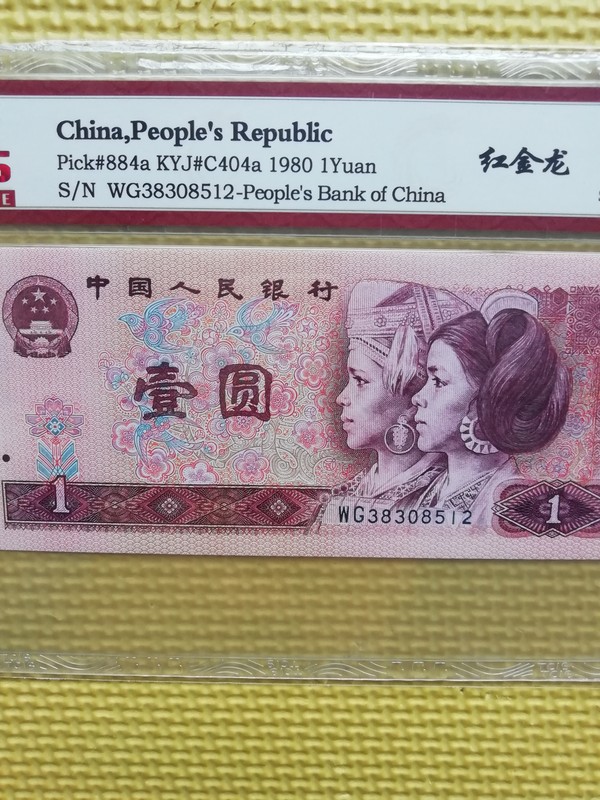 China,People's Republic
Pick#884a KYJ#C404a 1980 1Yuan
S/N WG38308512-People's Bank of China
红金龙
5
E
S
中国人民银行
壹圆
1
WG38308512
1